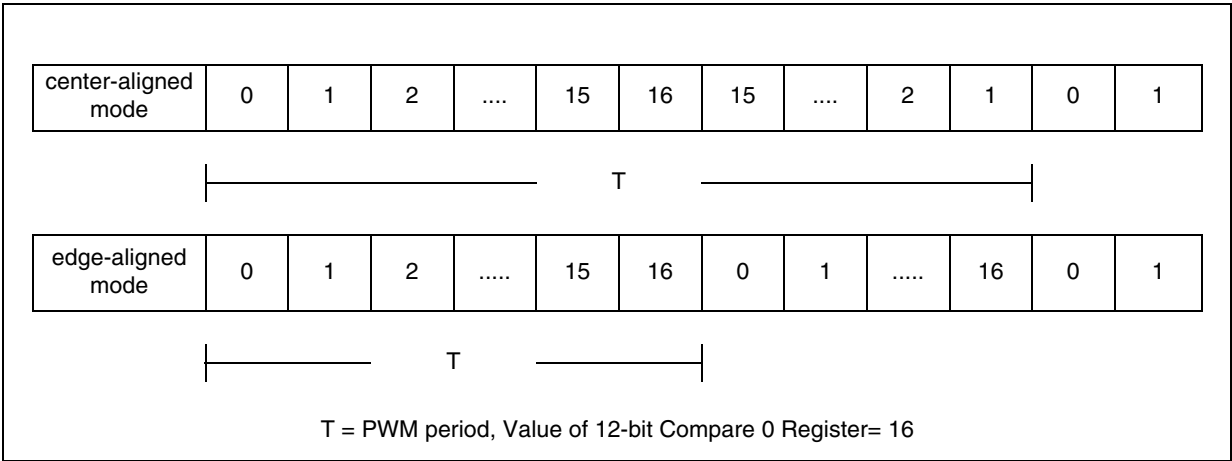 center-aligned mode 0 1 2 .... 15 16 15 .... 2 1 0 1
T
edge-aligned mode 0 1 2 ..... 15 16 0 1 ..... 16 0 1
T
T = PWM period, Value of 12-bit Compare 0 Register= 16